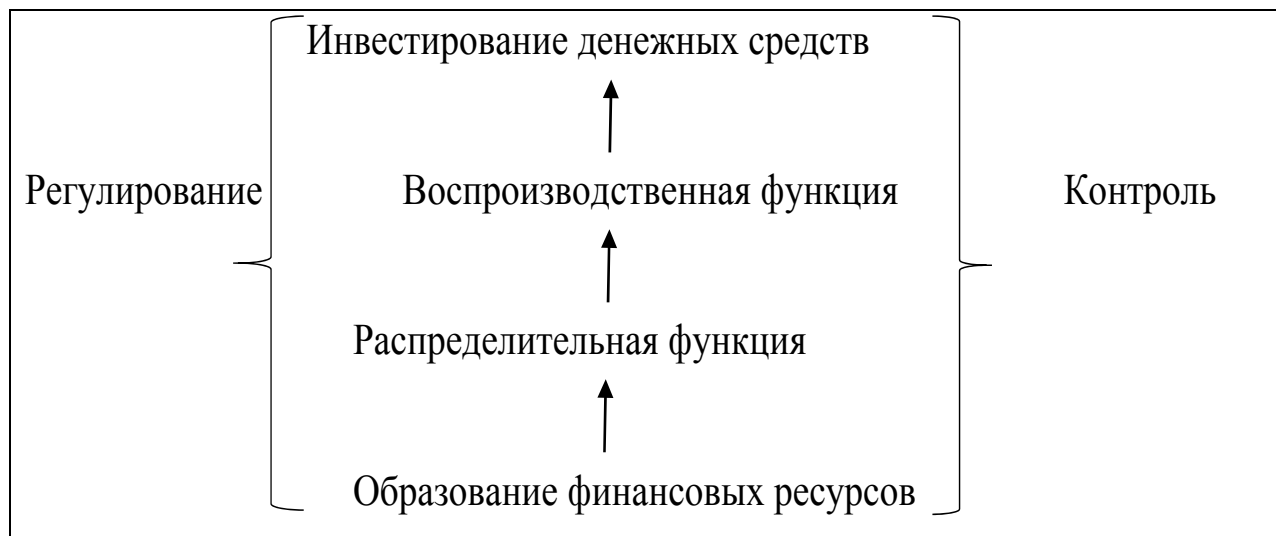 Инвестирование денежных средств
Регулирование Воспроизводственная функция Контроль
Распределительная функция
Образование финансовых ресурсов